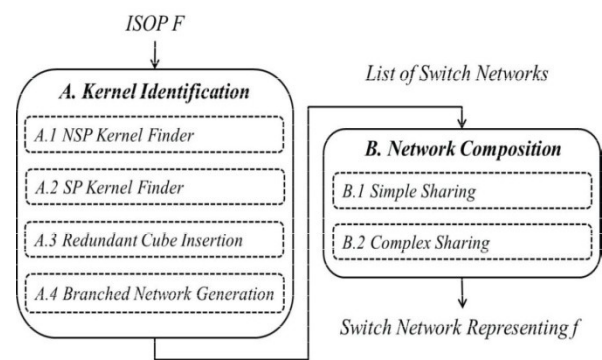 ISOP F
A. Kernel Identification
A.1 NSP Kernel Finder
A.2 SP Kernel Finder
A.3 Redundant Cube Insertion
A.4 Branched Network Generation
List of Switch Networks
B. Network Composition
B.1 Simple Sharing
B.2 Complex Sharing
Switch Network Representing f